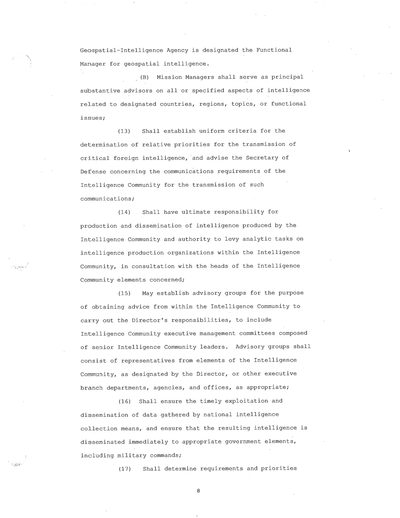 Geospatial-Intelligence Agency is designated the Functional
Manager for geospatial intelligence.
(B) Mission Managers shall serve as principal
substantive advisors on all or specified aspects of intelligence
related to designated countries, regions, topics, or functional
issues;
(13) Shall establish uniform criteria for the
determination of relative priorities for the transmission of
critical foreign intelligence, and advise the Secretary of
Defense concerning the communications requirements of the
Intelligence Community for the transmission of such
communications;
(14) Shall have ultimate responsibility for
production and dissemination of intelligence produced by the
Intelligence Community and authority to levy analytic tasks on
intelligence production organizations within the Intelligence
Community, in consultation with the heads of the Intelligence
Community elements concerned;
(15) May establish advisory groups for the purpose
of obtaining advice from within the Intelligence Community to
carry out the Director's responsibilities, to include
Intelligence Community executive management committees composed
of senior Intelligence Community leaders. Advisory groups shall
consist of representatives from elements of the Intelligence
Community, as designated by the Director, or other executive
branch departments, agencies, and offices, as appropriate;
(16) Shall ensure the timely exploitation and
dissemination of data gathered by national intelligence
collection means, and ensure that the resulting intelligence is
disseminated immediately to appropriate government elements,
including military commands;
(17) Shall determine requirements and priorities
8